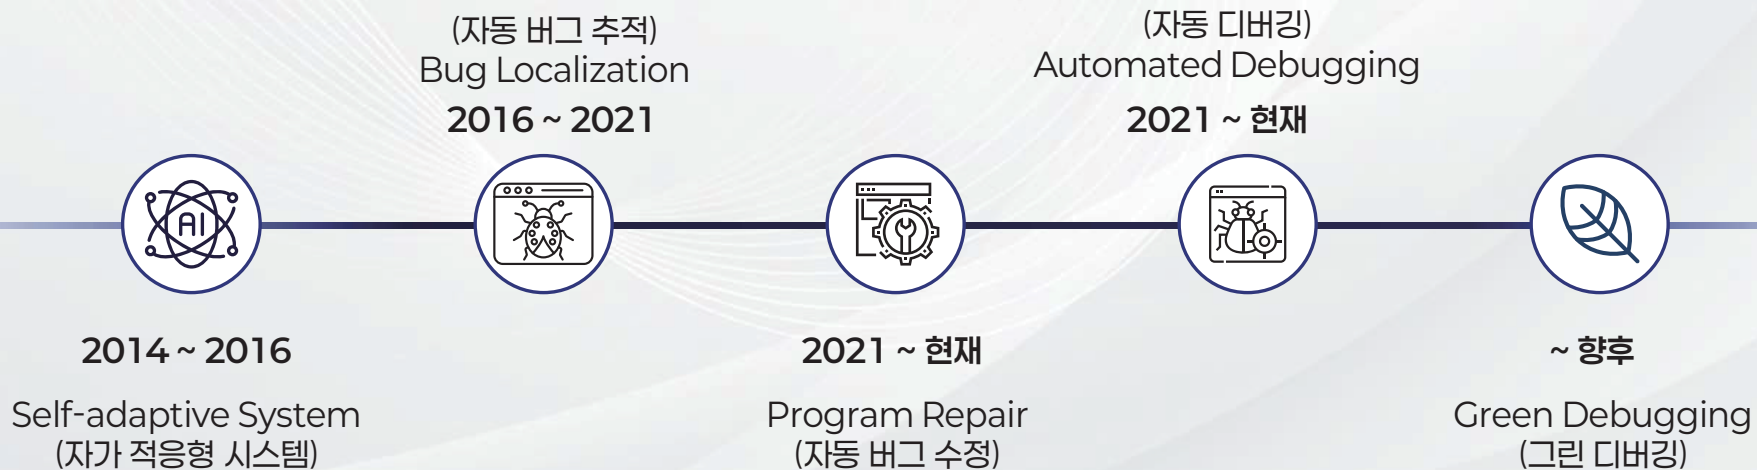 (자동 버그 추적)
Bug Localization
2016 ~ 2021
(자동 디버깅)
Automated Debugging
2021 ~ 현재
AI
2014 ~ 2016
Self-adaptive System
(자가 적응형 시스템)
2021 ~ 현재
Program Repair
(자동 버그 수정)
~ 향후
Green Debugging
(그린 디버깅)